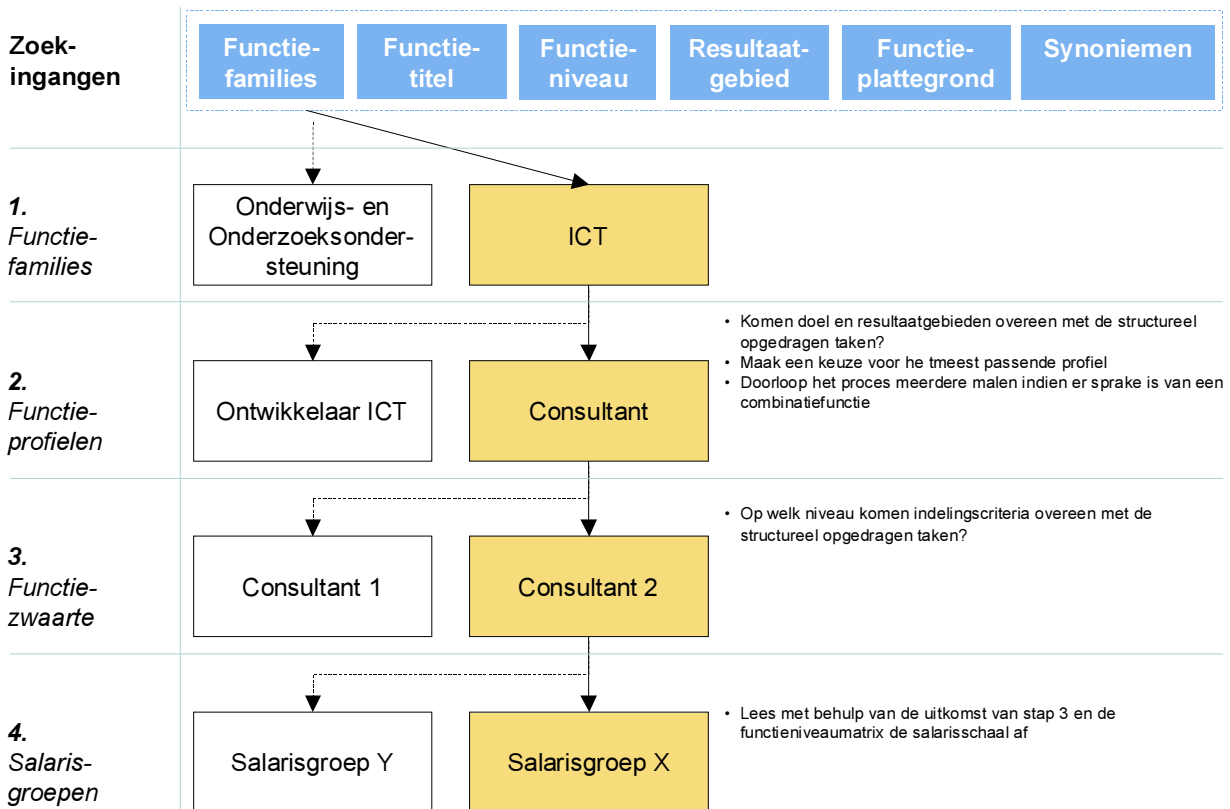 Zoek-
ingangen
Functie-
families
Functie-
titel
Functie-
niveau
Resultaat-
gebied
Functie-
plattegrond
Synoniemen
1.
Functie-
families
Onderwijs- en
Onderzoeksonder-
steuning
ICT
2.
Functie-
profielen
Ontwikkelaar ICT
Consultant
• Komen doel en resultaatgebieden overeen met de structureel
opgedragen taken?
• Maak een keuze voor he tmeest passende profiel
• Doorloop het proces meerdere malen indien er sprake is van een
combinatiefunctie
3.
Functie-
zwaarte
Consultant 1
Consultant 2
• Op welk niveau komen indelingscriteria overeen met de
structureel opgedragen taken?
4.
Salaris-
groepen
Salarisgroep Y
Salarisgroep X
• Lees met behulp van de uitkomst van stap 3 en de
functieniveaumatrix de salarisschaal af